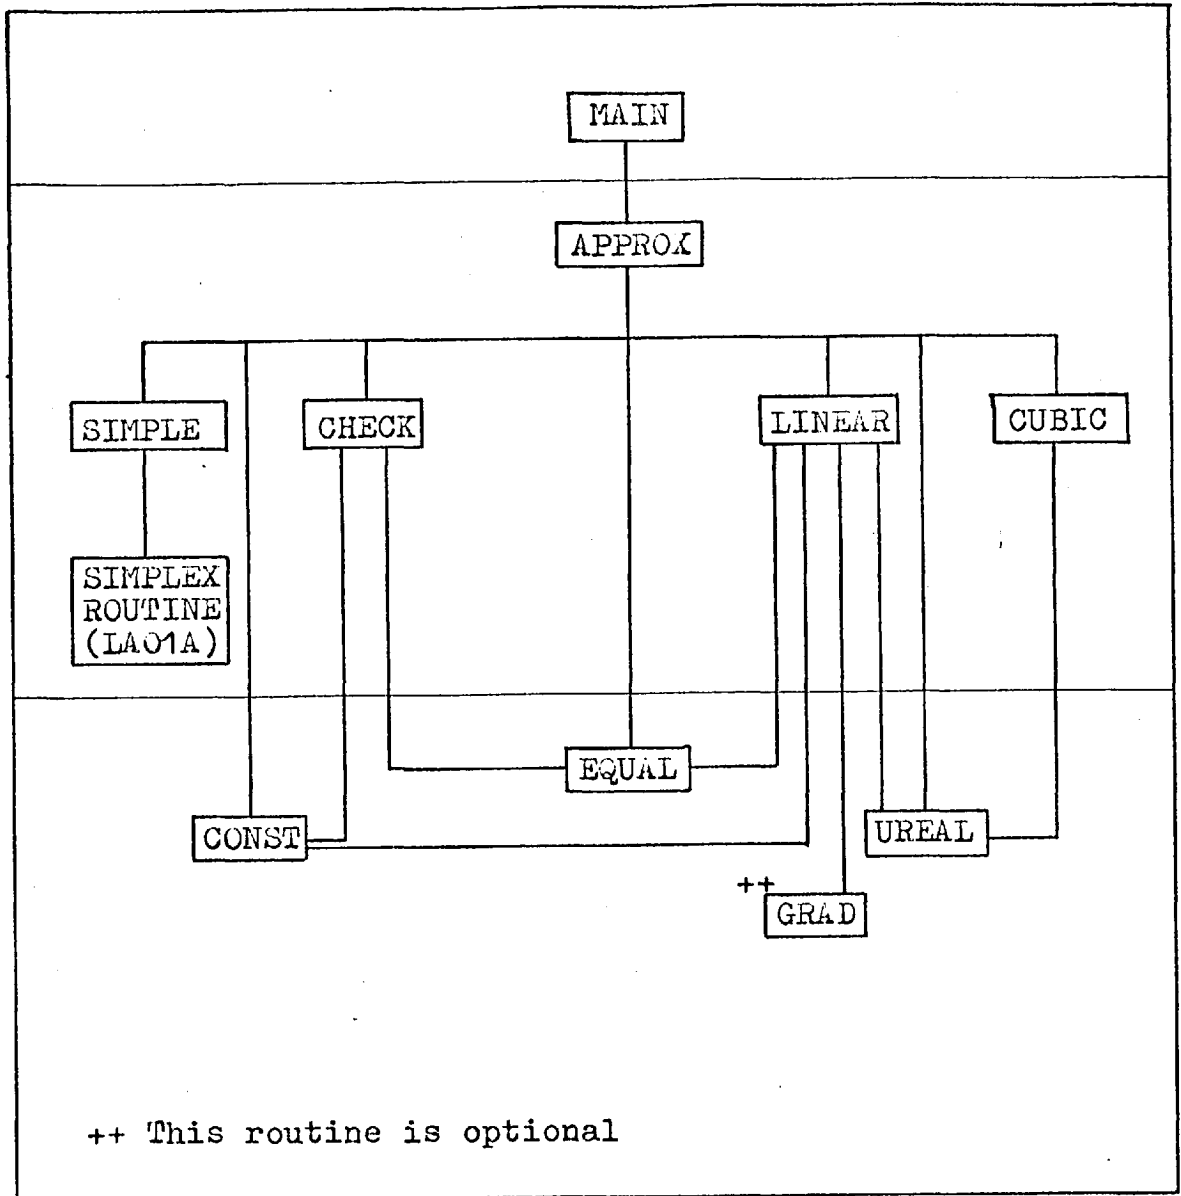 MAIN
APPROX
SIMPLE
CHECK
LINEAR
CUBIC
SIMPLEX
ROUTINE
(LA01A)
EQUAL
CONST
UREAL
++
GRAD
++ This routine is optional